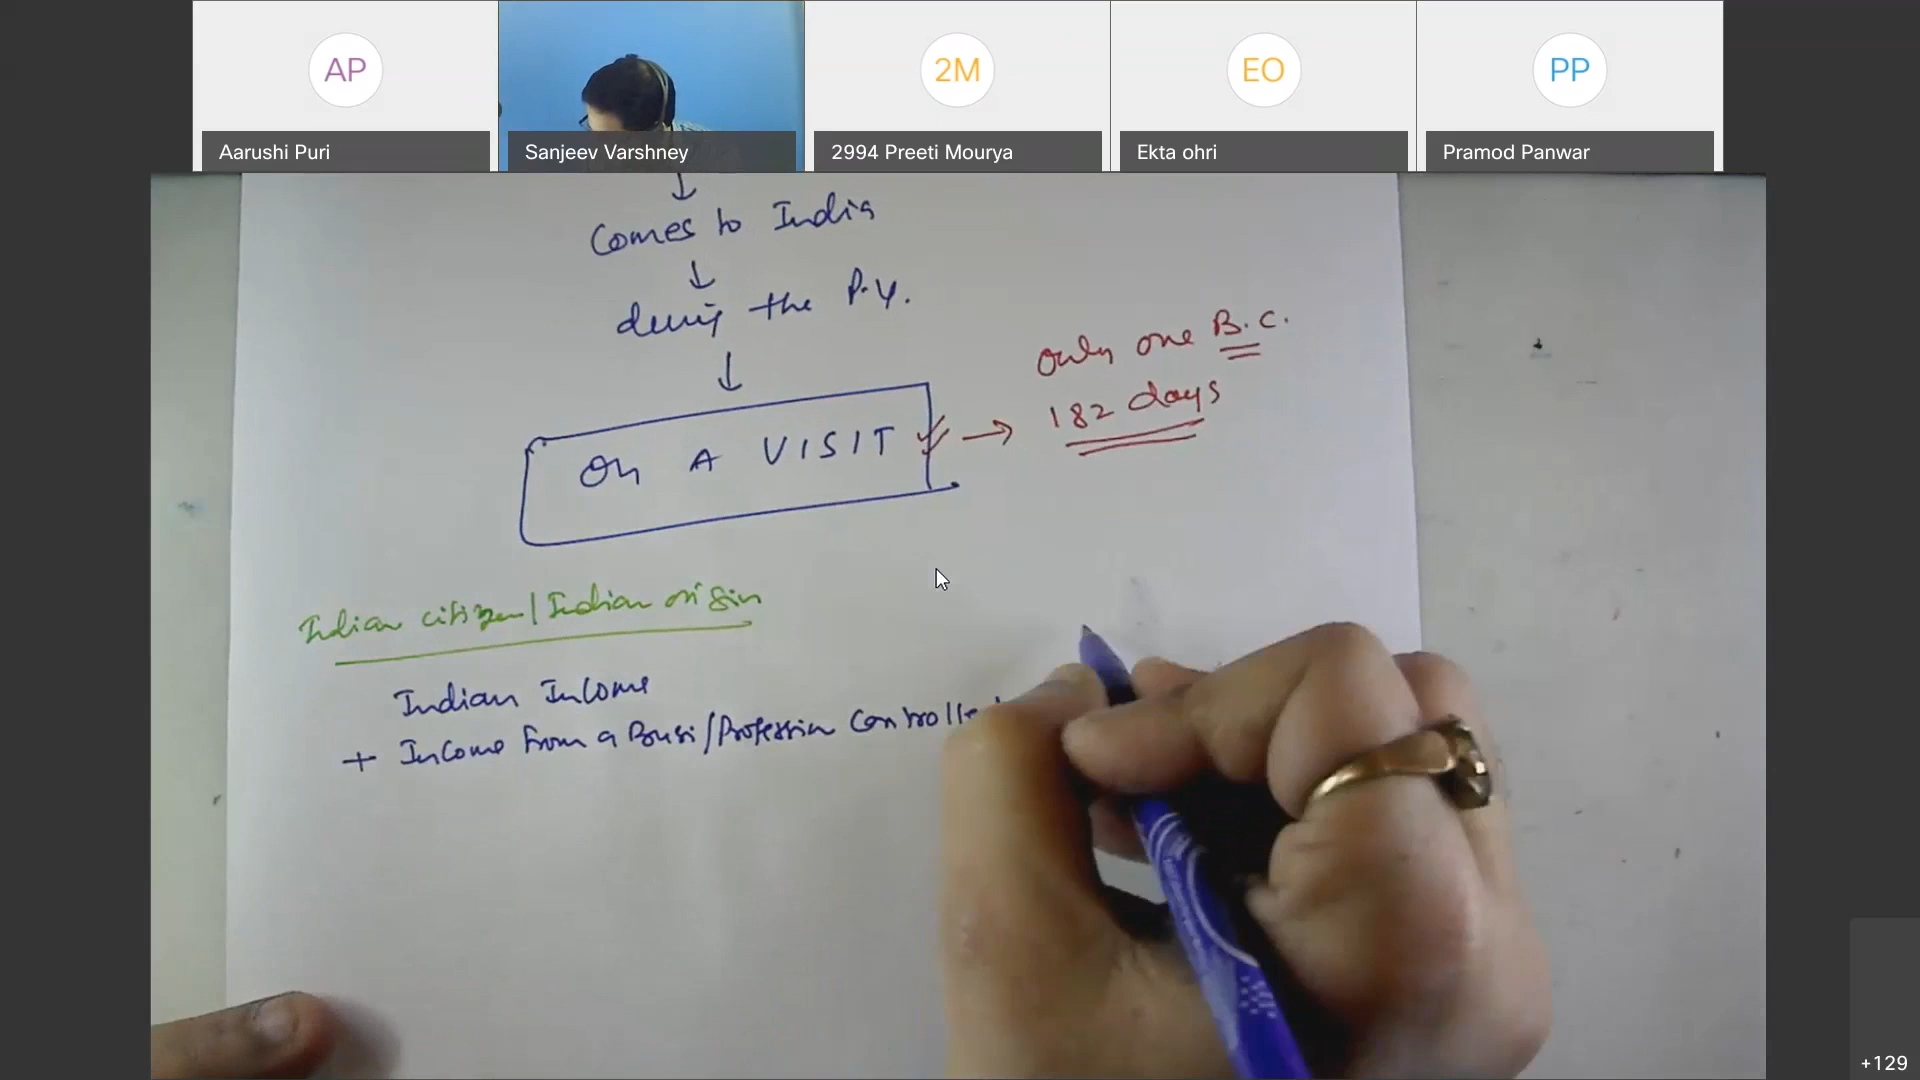 AP
2M
EO
PP
Aarushi Puri
Sanjeev Varshney
2994 Preeti Mourya
Ekta ohri
Pramod Panwar
Comes to India
during the P.Y.
Only one B.C.
182 days
On A VISIT
Indian citizen/Indian origin
Indian Income
+ Income from a Busi/Profession Controlle
+129